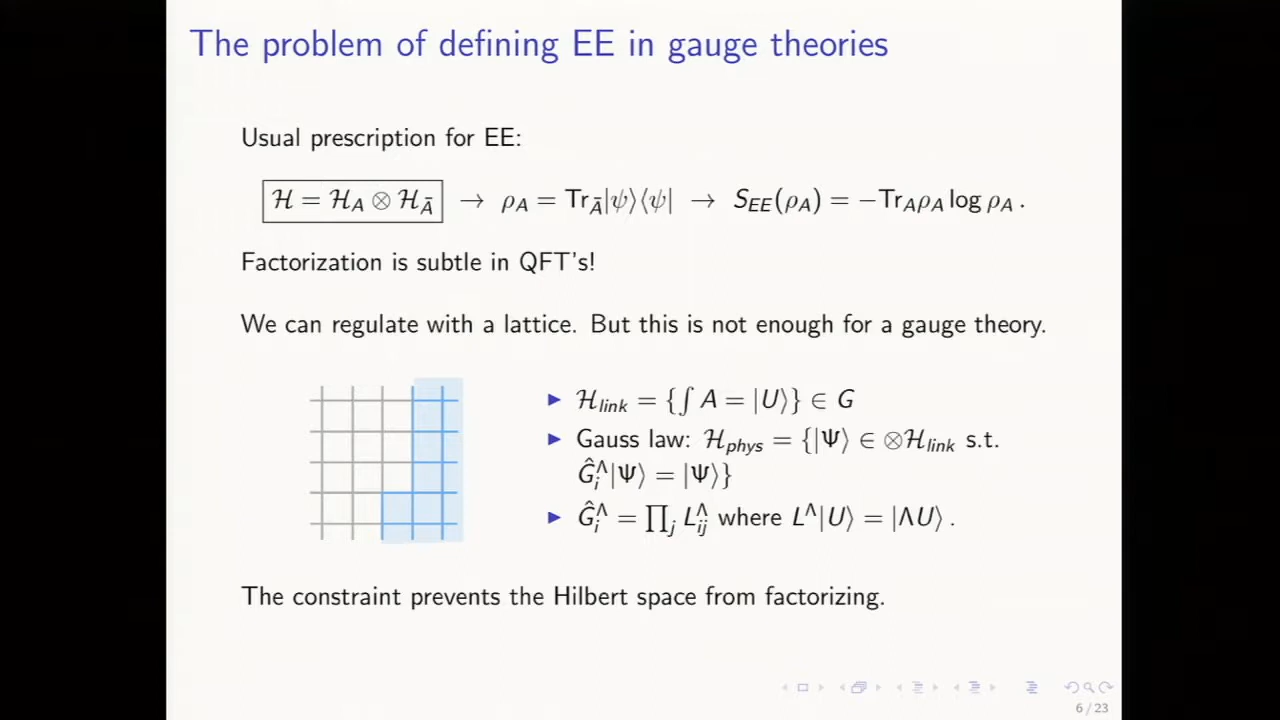 The problem of defining EE in gauge theories
Usual prescription for EE:
ℋ = ℋ_A ⊗ ℋ_Ā → ρ_A = Tr_Ā|ψ⟩⟨ψ| → S_EE(ρ_A) = −Tr_Aρ_A log ρ_A .
Factorization is subtle in QFT's!
We can regulate with a lattice. But this is not enough for a gauge theory.
▶ ℋ_link = {∫ A = |U⟩} ∈ G
▶ Gauss law: ℋ_phys = {|Ψ⟩ ∈ ⊗ℋ_link s.t.
Ĝ_i^Λ|Ψ⟩ = |Ψ⟩}
▶ Ĝ_i^Λ = ∏_j L_ij^Λ where L^Λ|U⟩ = |ΛU⟩ .
The constraint prevents the Hilbert space from factorizing.
6 / 23